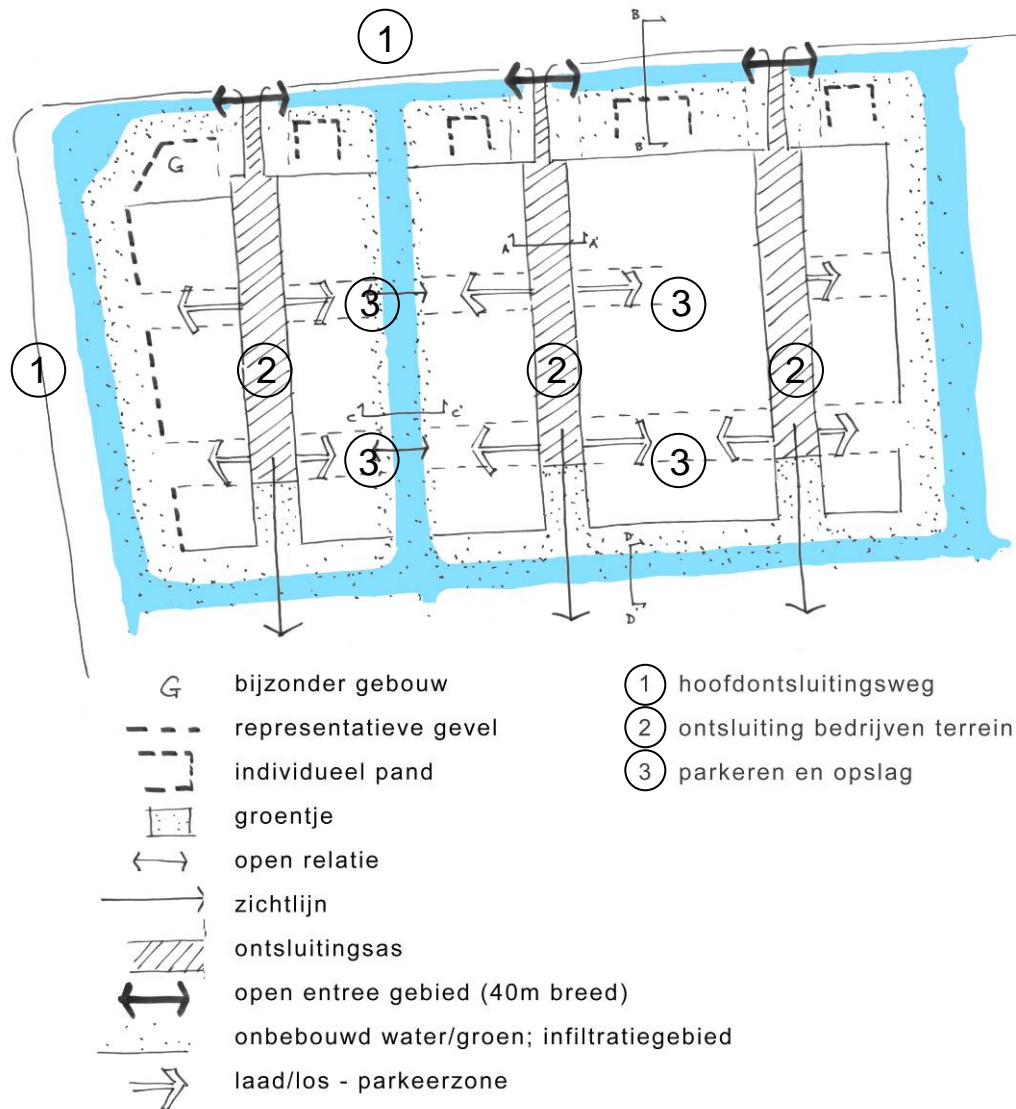 1
B
B'
G
A
A'
3
3
1
2
2
2
C
C'
3
3
D
D'
G bijzonder gebouw
representatieve gevel
individueel pand
groentje
open relatie
zichtlijn
ontsluitingsas
open entree gebied (40m breed)
onbebouwd water/groen; infiltratiegebied
laad/los - parkeerzone
1 hoofdontsluitingsweg
2 ontsluiting bedrijven terrein
3 parkeren en opslag